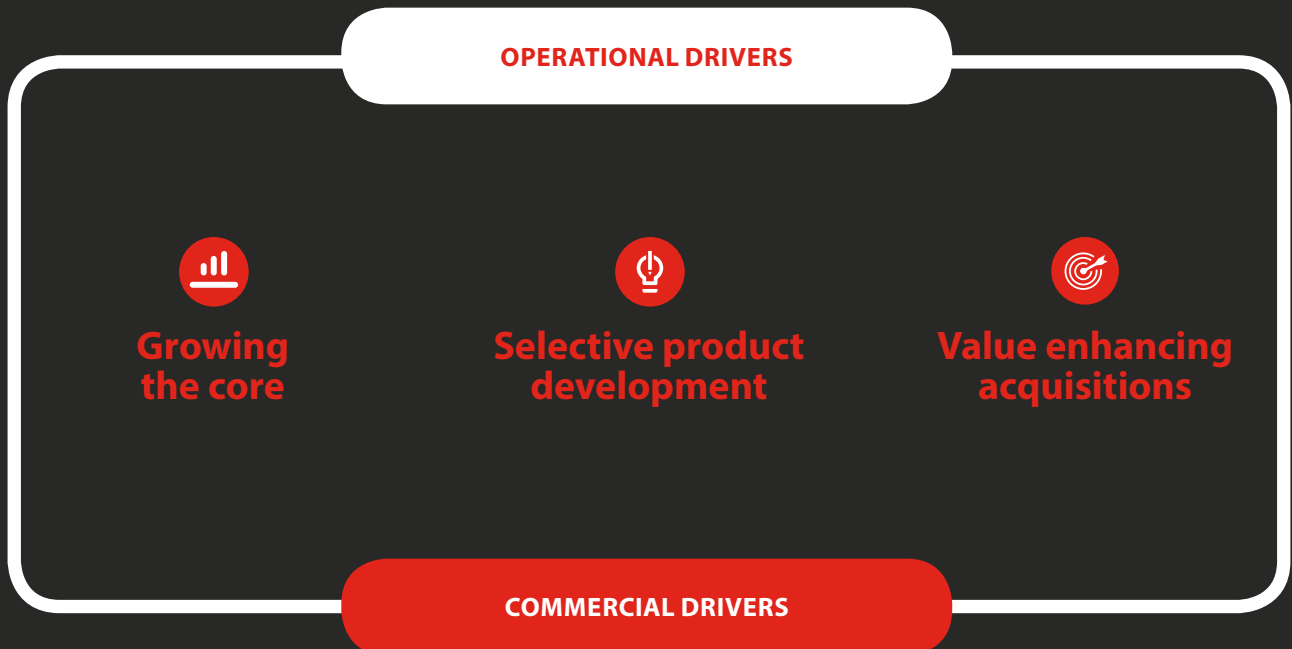 OPERATIONAL DRIVERS
Growing
the core
Selective product
development
Value enhancing
acquisitions
COMMERCIAL DRIVERS